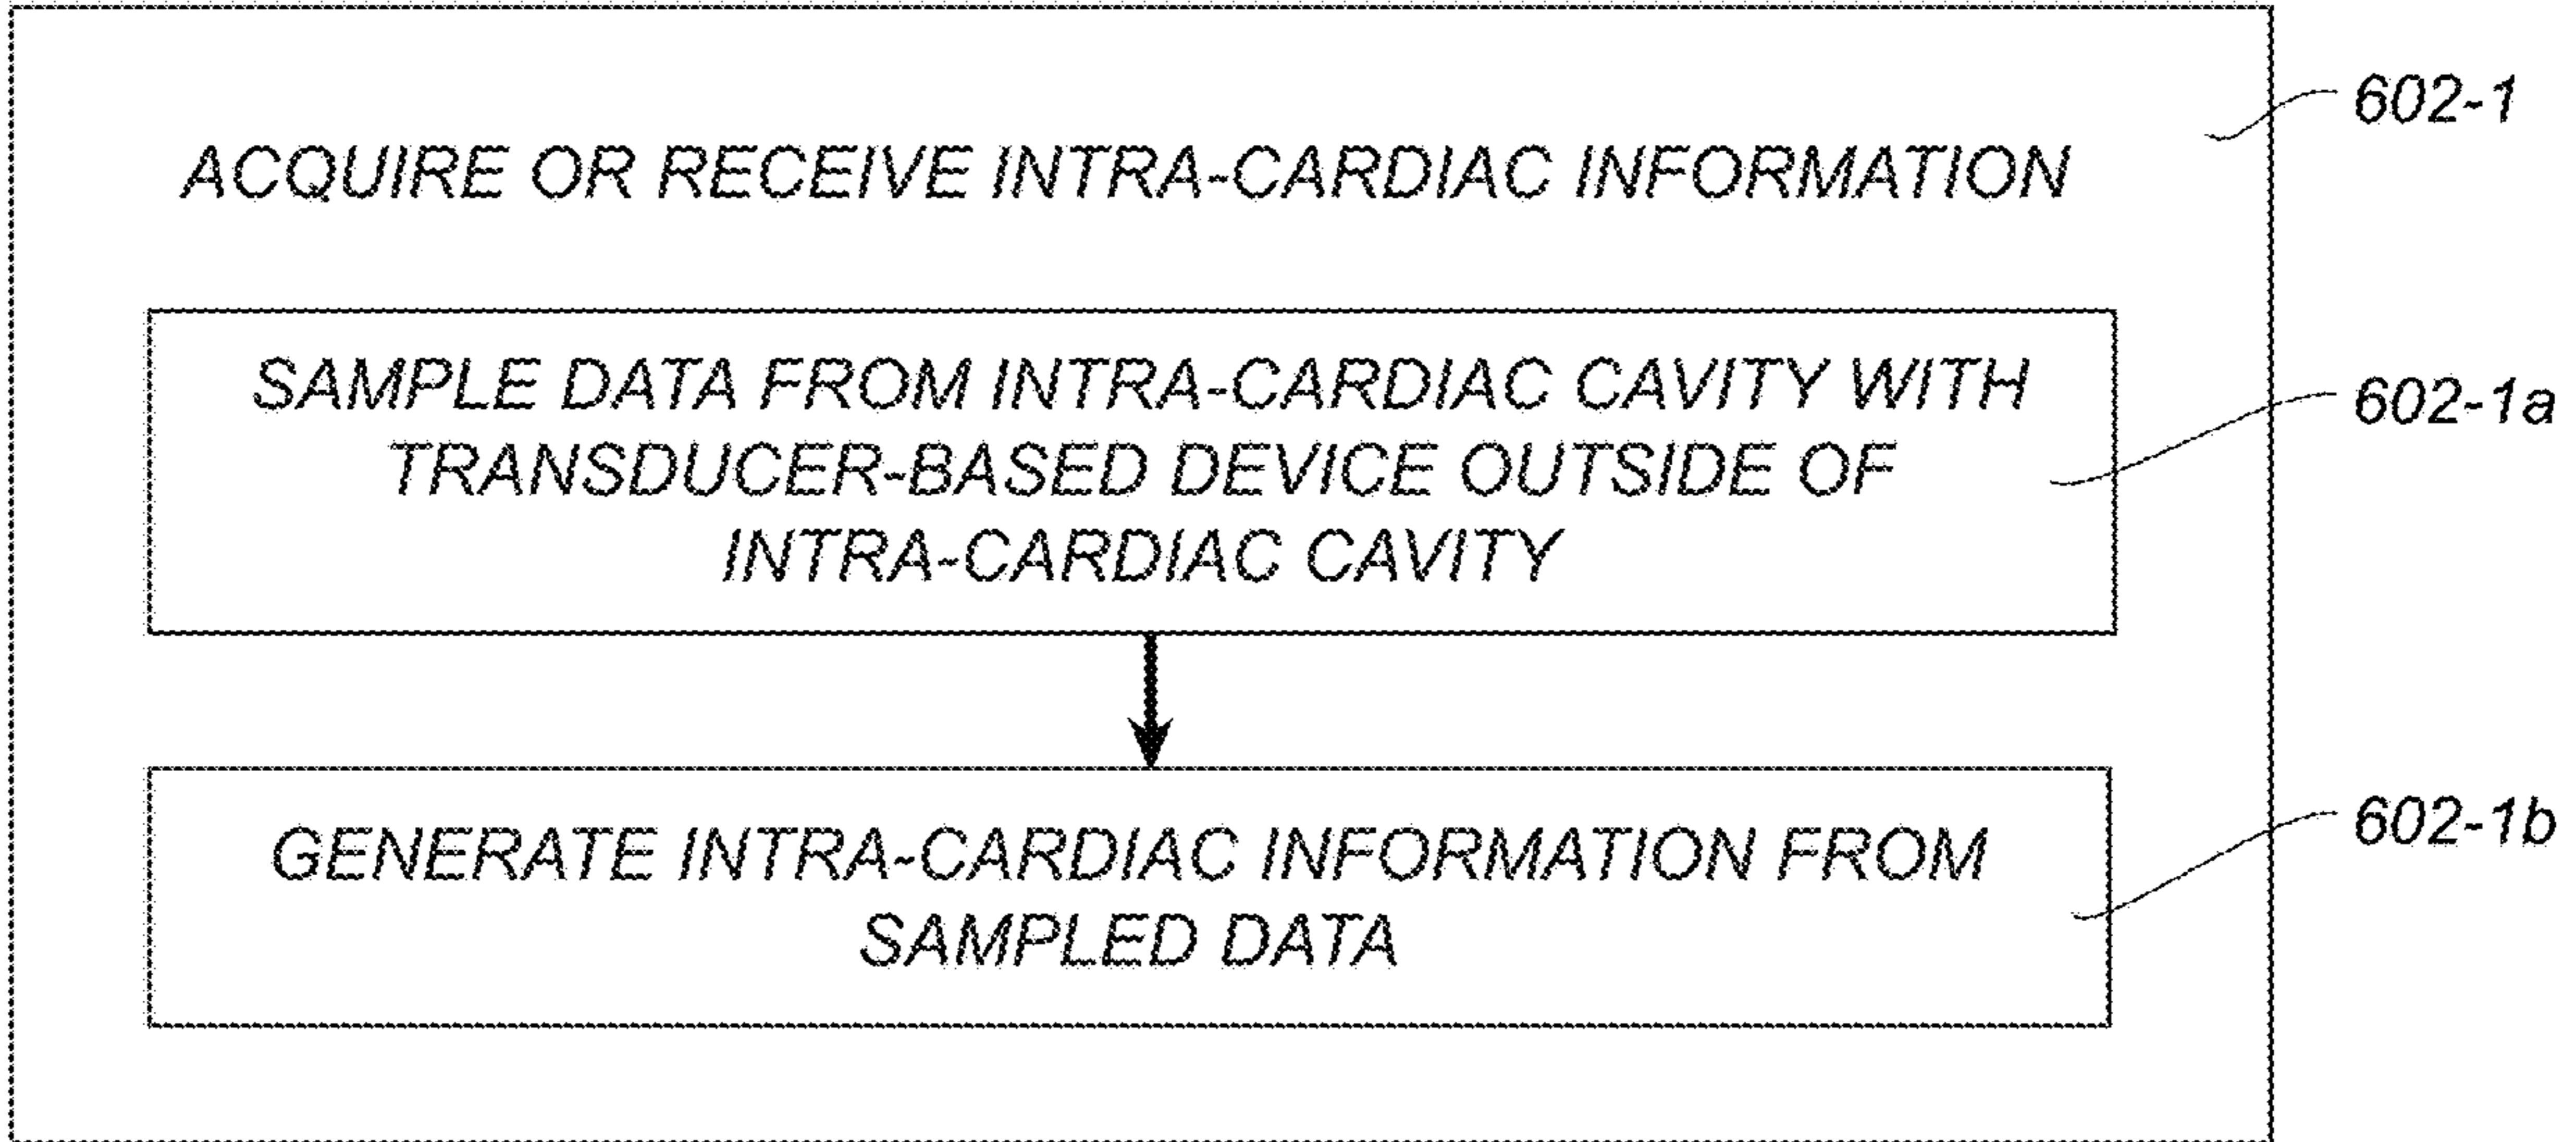 602-1
ACQUIRE OR RECEIVE INTRA-CARDIAC INFORMATION
SAMPLE DATA FROM INTRA-CARDIAC CAVITY WITH
TRANSDUCER-BASED DEVICE OUTSIDE OF
INTRA-CARDIAC CAVITY
602-1a
GENERATE INTRA-CARDIAC INFORMATION FROM
SAMPLED DATA
602-1b